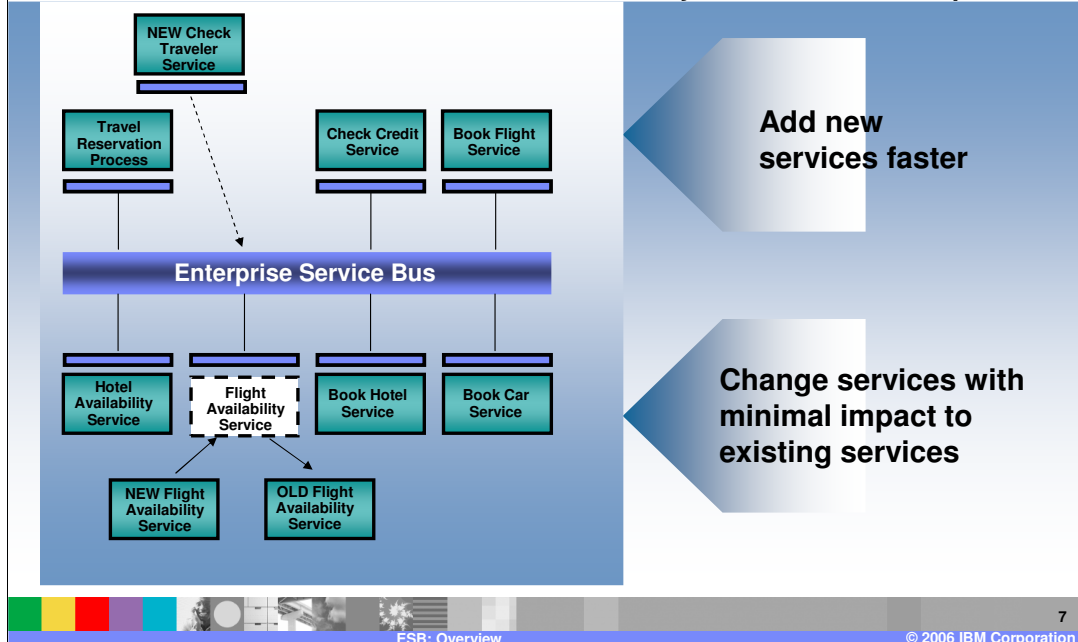 NEW Check
Traveler
Service
Travel
Reservation
Process
Check Credit
Service
Book Flight
Service
Add new
services faster
Enterprise Service Bus
Hotel
Availability
Service
Flight
Availability
Service
Book Hotel
Service
Book Car
Service
Change services with
minimal impact to
existing services
NEW Flight
Availability
Service
OLD Flight
Availability
Service
7
ESB: Overview
© 2006 IBM Corporation